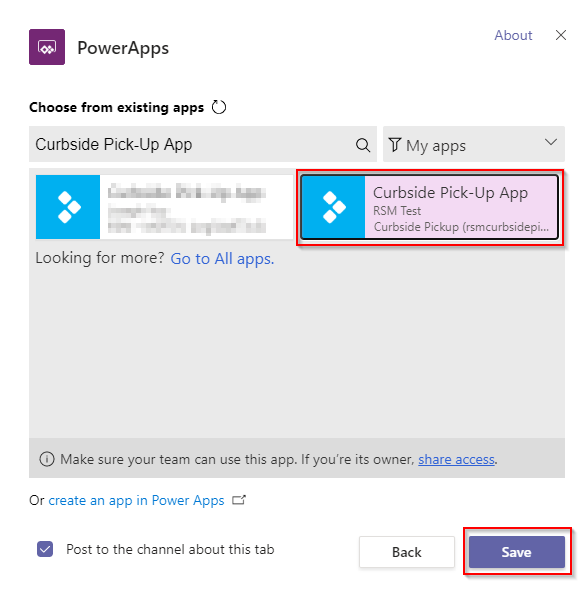 PowerApps
About
Choose from existing apps
Curbside Pick-Up App
My apps
Curbside Pick-Up App
RSM Test
Curbside Pickup (rsmcurbsidepi...
Looking for more? Go to All apps.
Make sure your team can use this app. If you're its owner, share access.
Or create an app in Power Apps
Post to the channel about this tab
Back
Save